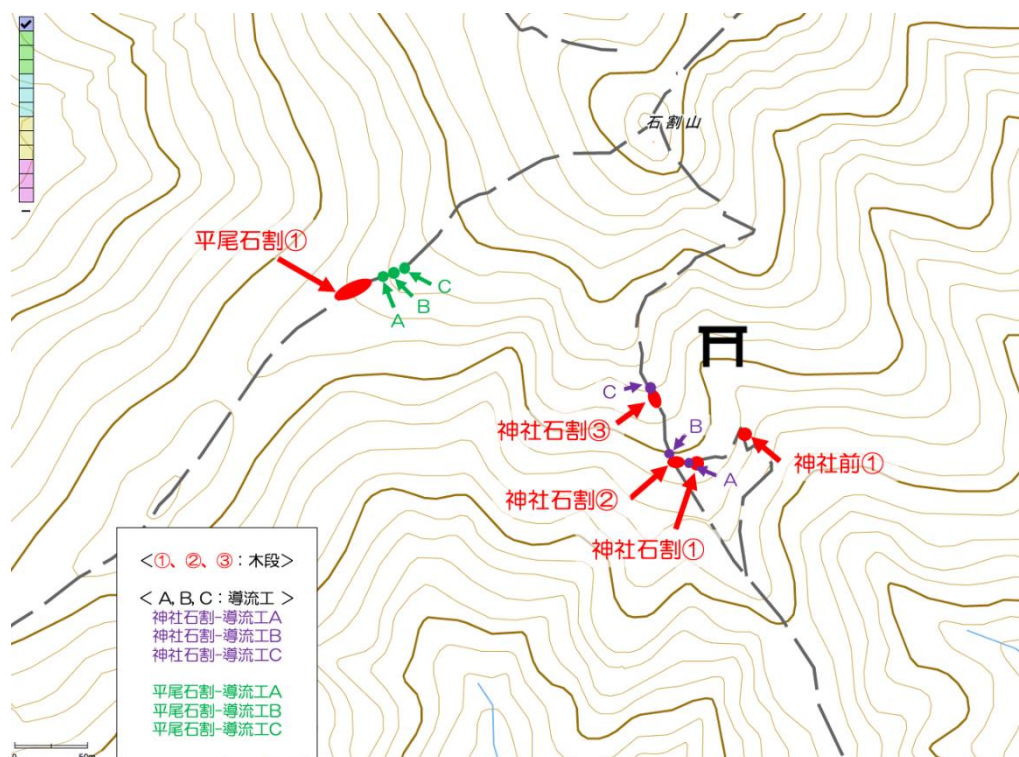 石割山
平尾石割①
C
B
A
C
神社石割③
B
神社前①
A
神社石割②
神社石割①
<①、②、③：木段>
< A, B, C：導流工 >
神社石割-導流工A
神社石割-導流工B
神社石割-導流工C
平尾石割-導流工A
平尾石割-導流工B
平尾石割-導流工C
0 50m